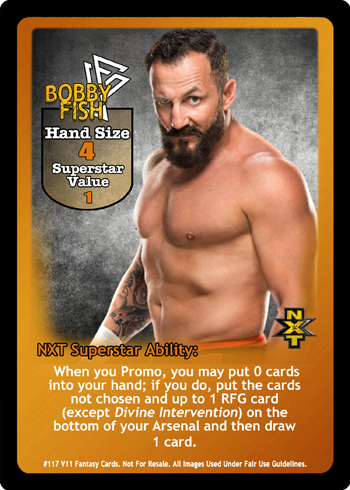 BOBBY
FISH
Hand Size
4
Superstar
Value
1
NXT
NXT Superstar Ability:
When you Promo, you may put 0 cards
into your hand; if you do, put the cards
not chosen and up to 1 RFG card
(except Divine Intervention) on the
bottom of your Arsenal and then draw
1 card.
#117 V11 Fantasy Cards. Not For Resale. All Images Used Under Fair Use Guidelines.